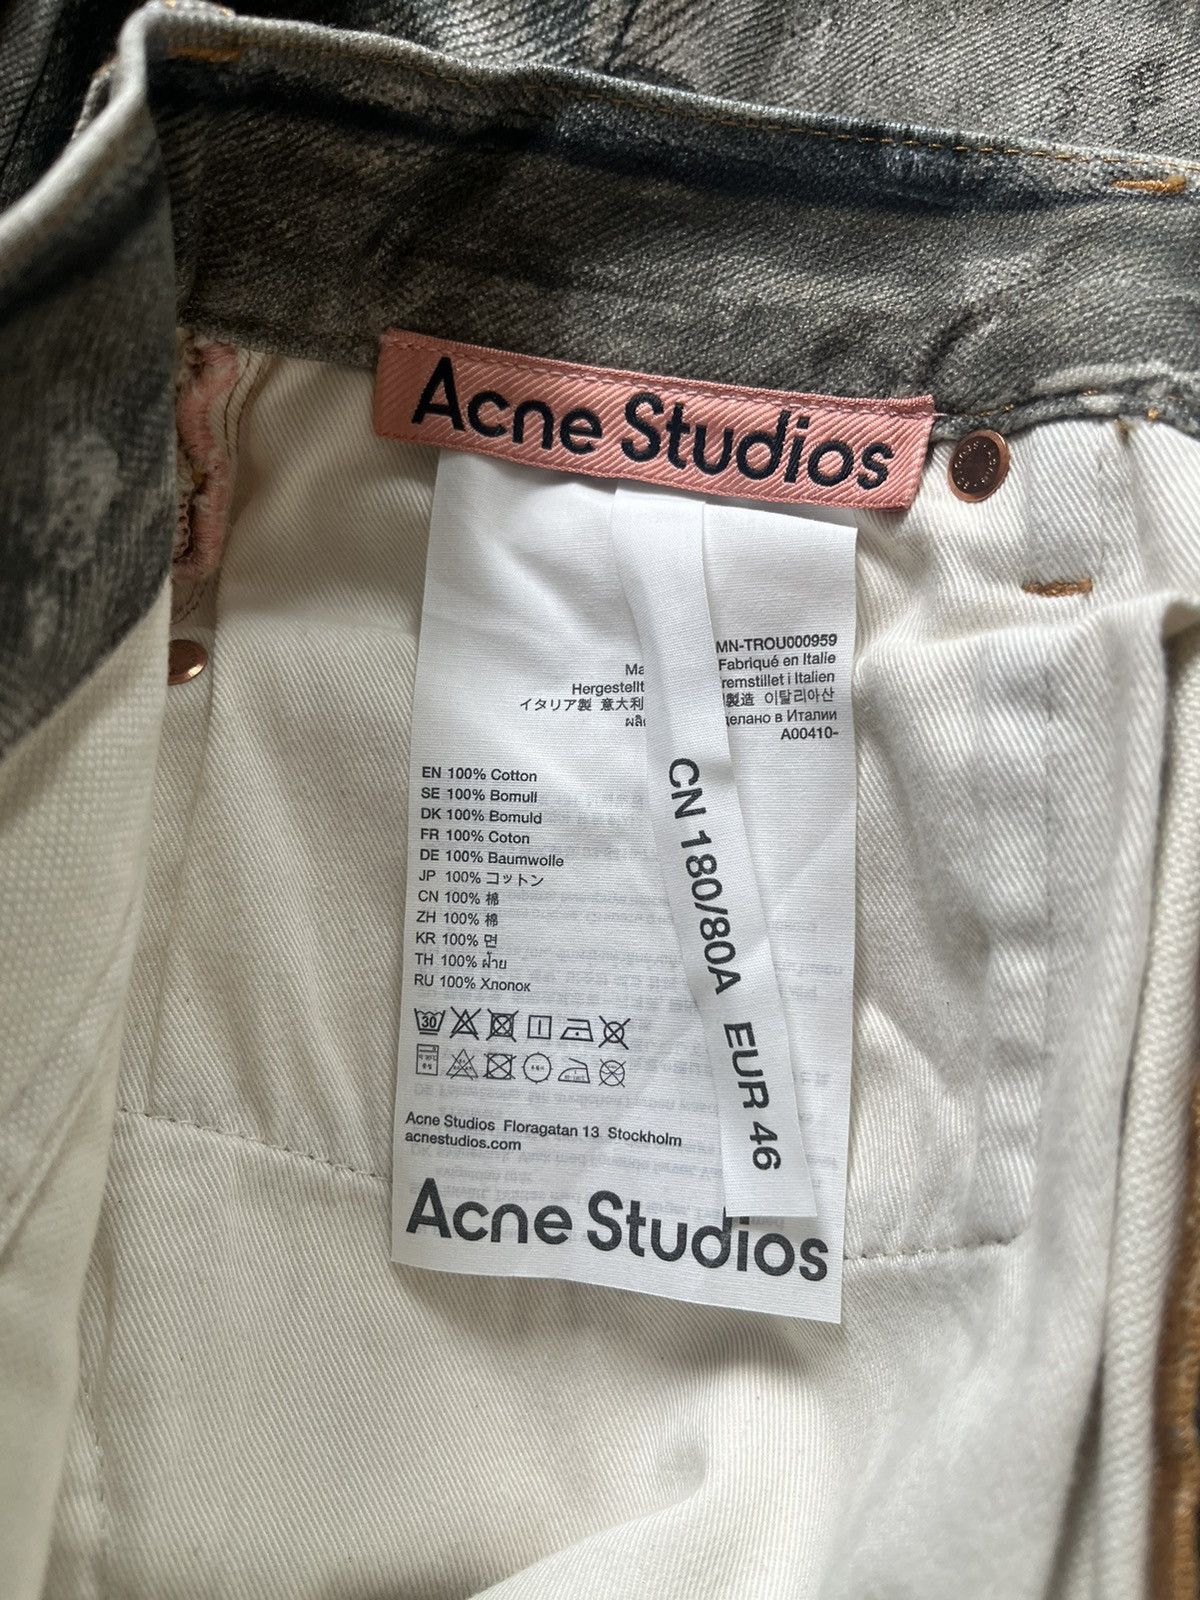 Acne Studios
MN-TROU000959
Fabriqué en Italie
Hergestellt
i Italien
イタリア製 意大利 製造 이탈리아산
в Италии
A00410-
EN 100% Cotton
SE 100% Bomull
DK 100% Bomuld
FR 100% Coton
DE 100% Baumwolle
JP 100% コットン
CN 100% 棉
ZH 100% 棉
KR 100% 면
TH 100% ฝ้าย
RU 100% Хлопок
30
Acne Studios Floragatan 13 Stockholm
acnestudios.com
Acne Studios
CN 180/80A EUR 46